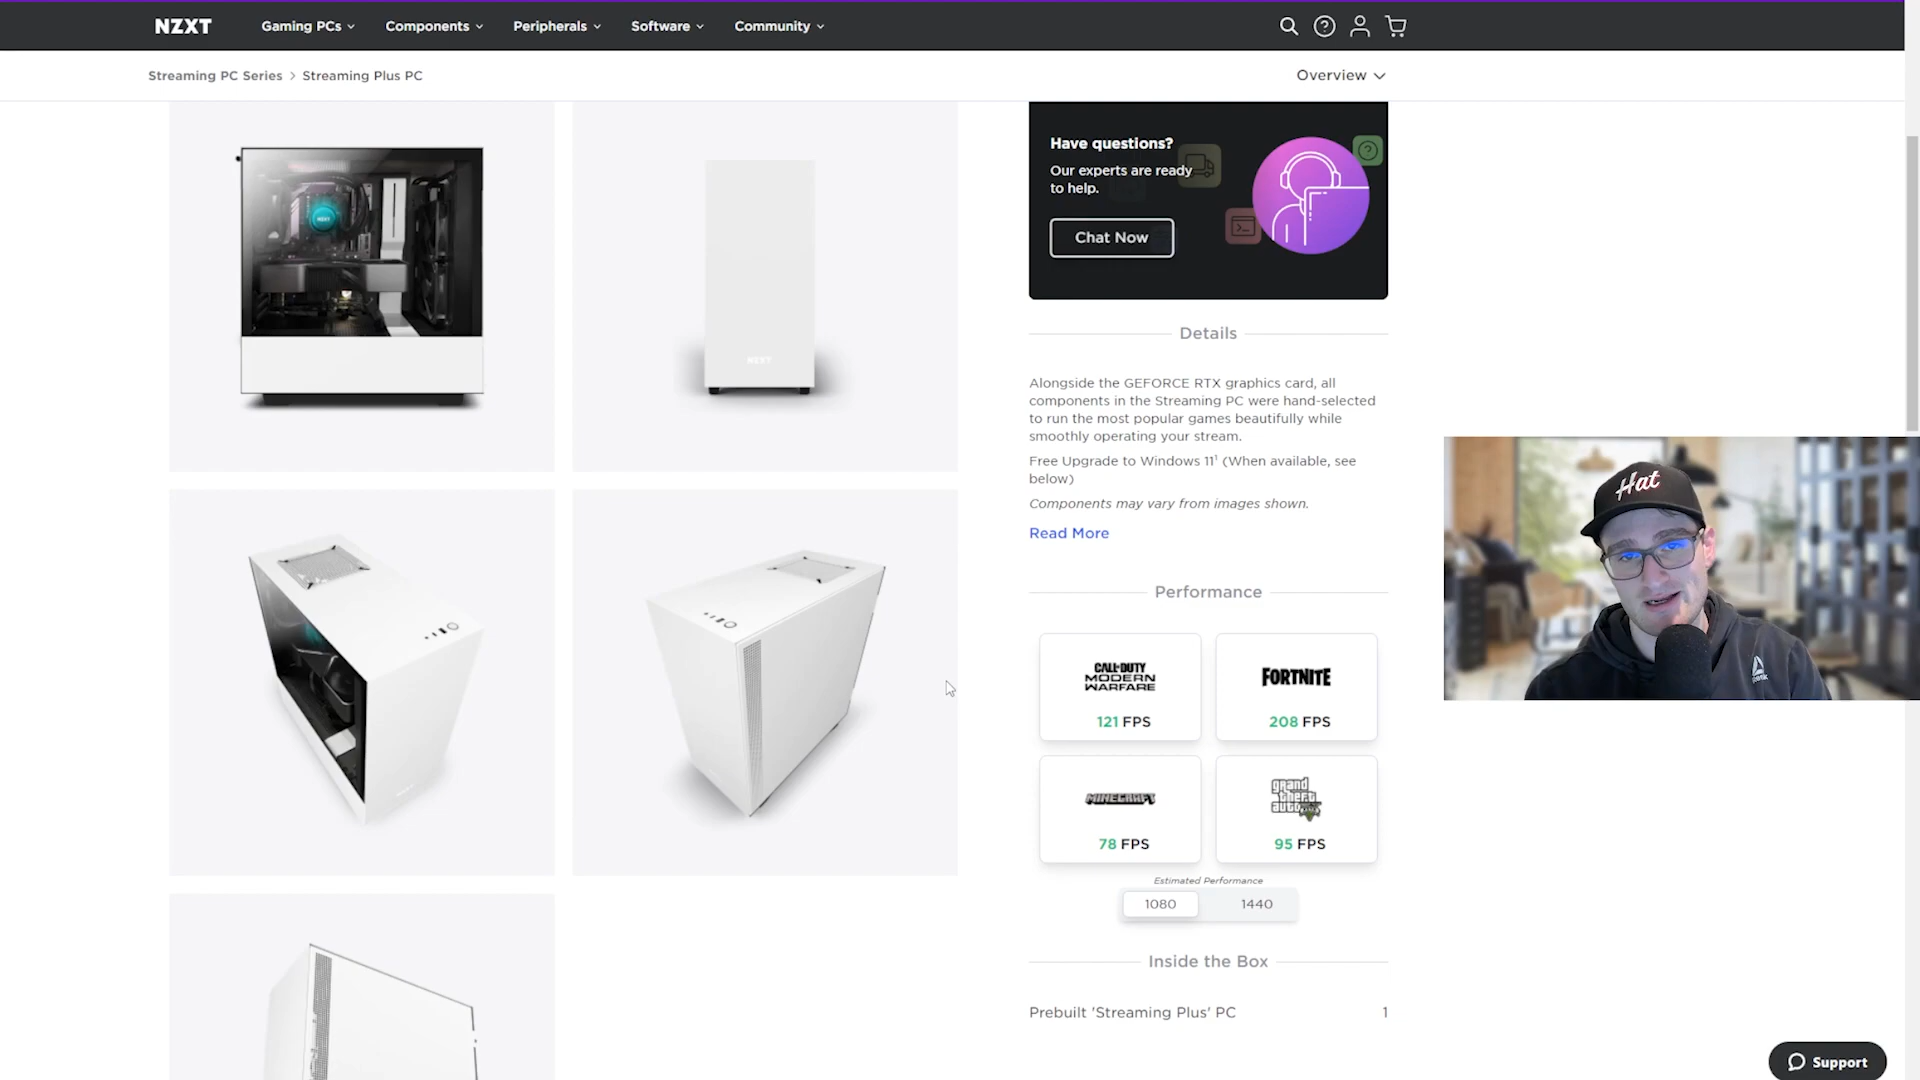 NZXT
Gaming PCs
Components
Peripherals
Software
Community
Streaming PC Series > Streaming Plus PC
Overview
Have questions?
Our experts are ready
to help.
Chat Now
Details
Alongside the GEFORCE RTX graphics card, all
components in the Streaming PC were hand-selected
to run the most popular games beautifully while
smoothly operating your stream.
Free Upgrade to Windows 11¹ (When available, see
below)
Components may vary from images shown.
Read More
Performance
CALL OF DUTY
MODERN
WARFARE
121 FPS
FORTNITE
208 FPS
MINECRAFT
78 FPS
grand
theft
auto
95 FPS
Estimated Performance
1080
1440
Inside the Box
Prebuilt 'Streaming Plus' PC
1
Support
Hat
NZXT
NZXT